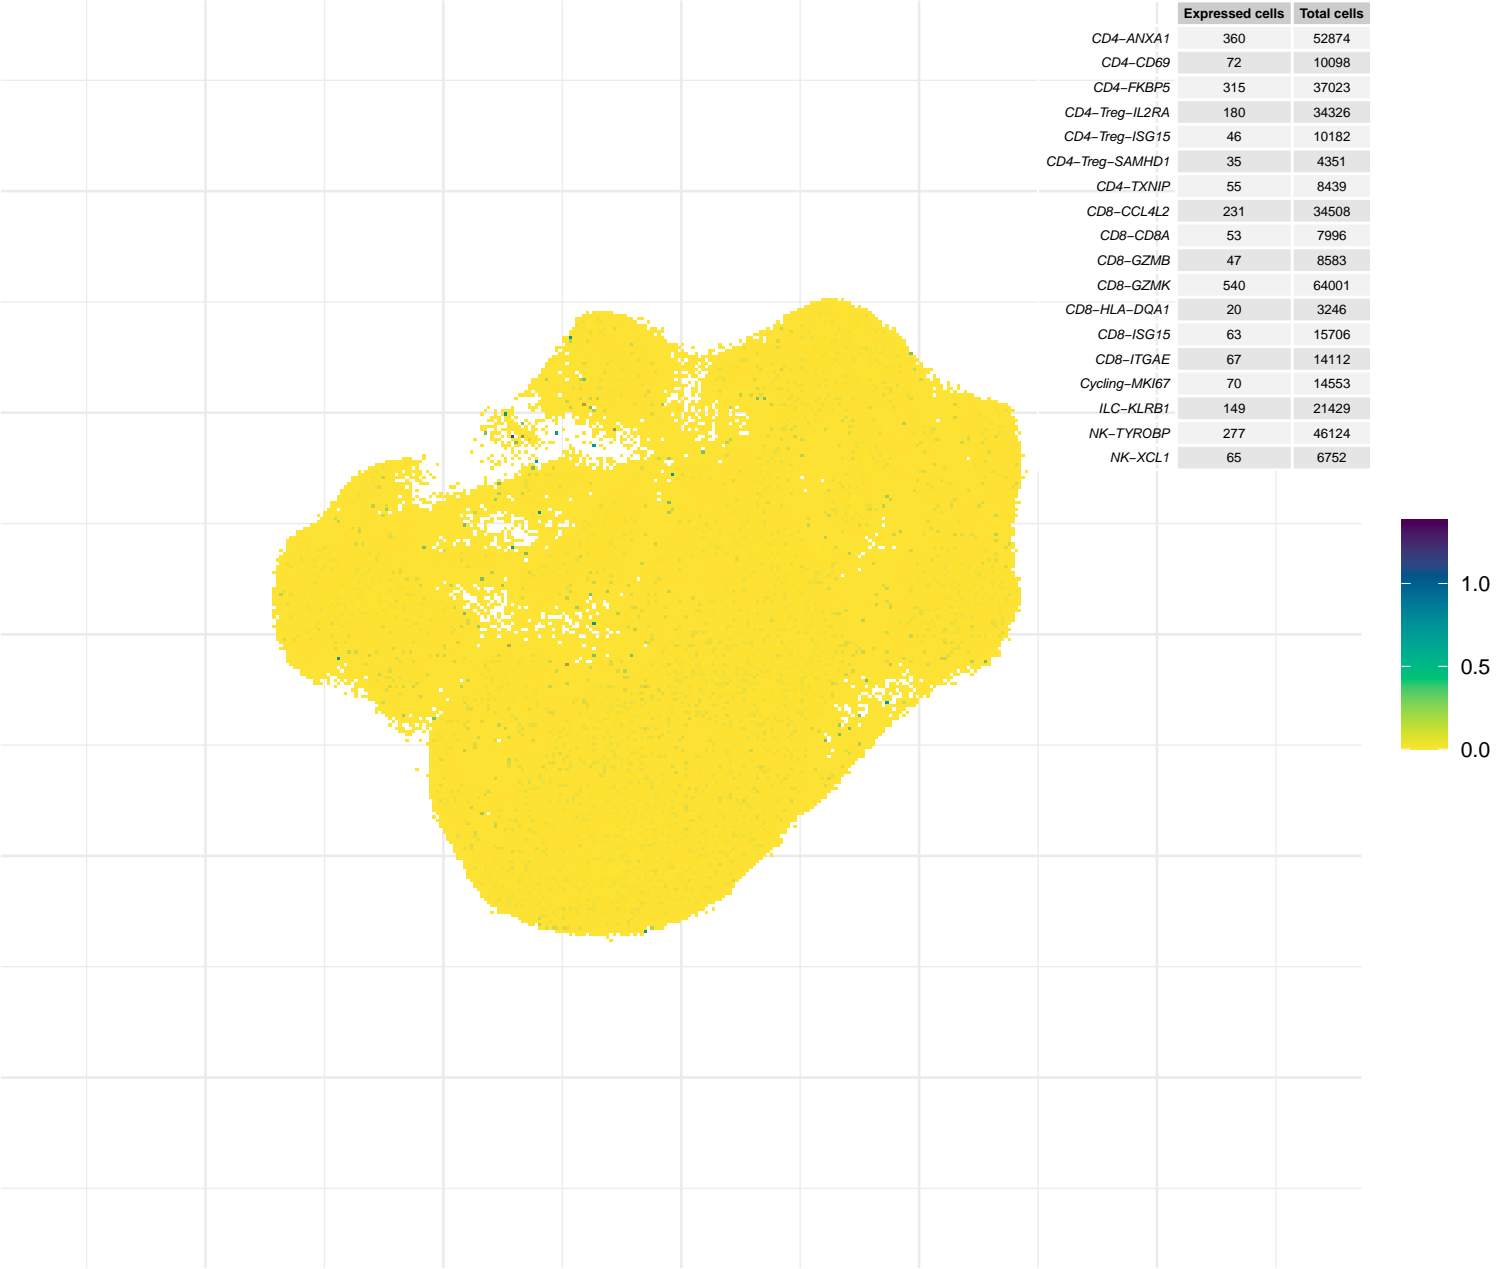 Expressed cells Total cells
CD4−ANXA1 360 52874
CD4−CD69 72 10098
CD4−FKBP5 315 37023
CD4−Treg−IL2RA 180 34326
CD4−Treg−ISG15 46 10182
CD4−Treg−SAMHD1 35 4351
CD4−TXNIP 55 8439
CD8−CCL4L2 231 34508
CD8−CD8A 53 7996
CD8−GZMB 47 8583
CD8−GZMK 540 64001
CD8−HLA−DQA1 20 3246
CD8−ISG15 63 15706
CD8−ITGAE 67 14112
Cycling−MKI67 70 14553
ILC−KLRB1 149 21429
NK−TYROBP 277 46124
NK−XCL1 65 6752
1.0
0.5
0.0